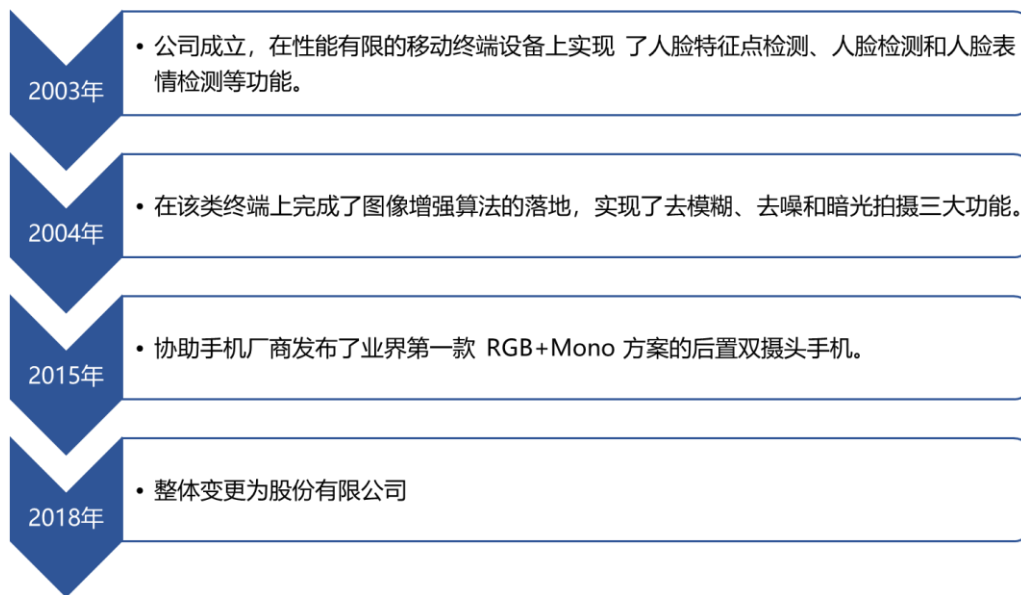 2003年
• 公司成立，在性能有限的移动终端设备上实现 了人脸特征点检测、人脸检测和人脸表
情检测等功能。
2004年
• 在该类终端上完成了图像增强算法的落地，实现了去模糊、去噪和暗光拍摄三大功能。
2015年
• 协助手机厂商发布了业界第一款 RGB+Mono 方案的后置双摄头手机。
2018年
• 整体变更为股份有限公司